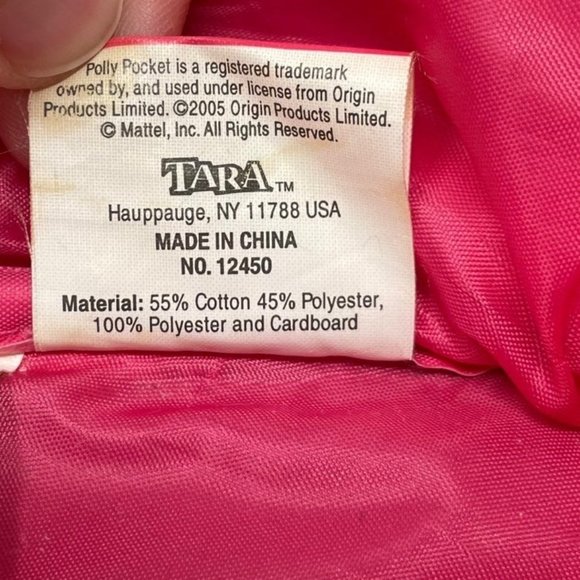 Polly Pocket is a registered trademark
owned by, and used under license from Origin
Products Limited. ©2005 Origin Products Limited.
© Mattel, Inc. All Rights Reserved.
TARA™
Hauppauge, NY 11788 USA
MADE IN CHINA
NO. 12450
Material: 55% Cotton 45% Polyester,
100% Polyester and Cardboard